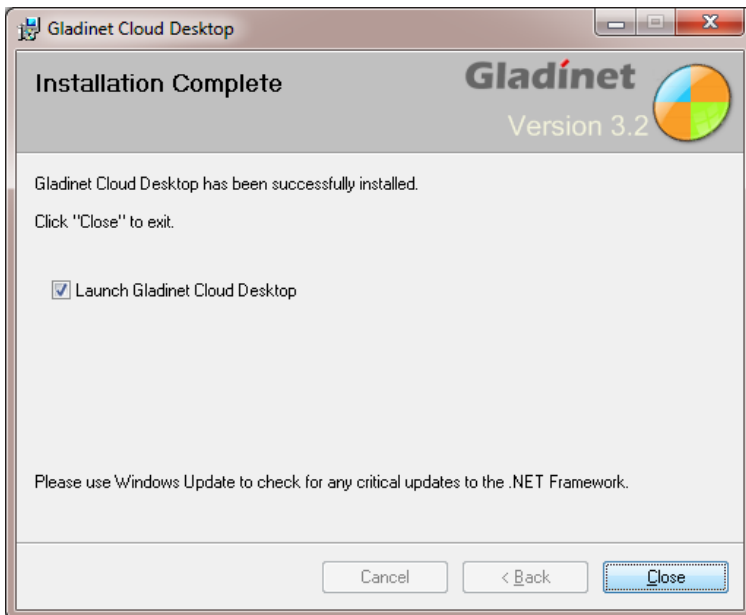 Gladinet Cloud Desktop
Installation Complete
Gladinet
Version 3.2
Gladinet Cloud Desktop has been successfully installed.
Click "Close" to exit.
Launch Gladinet Cloud Desktop
Please use Windows Update to check for any critical updates to the .NET Framework.
Cancel
< Back
Close